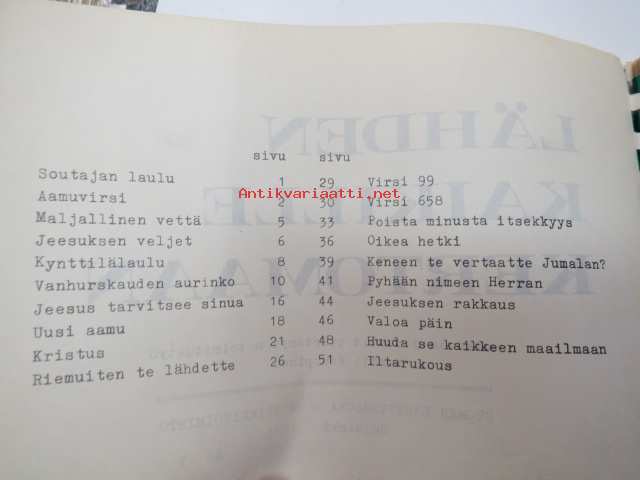 LÄHDEN
sivu sivu
Soutajan laulu 1 29 Virsi 99
Antikvariaatti.net
Aamuvirsi 2 30 Virsi 658
Maljallinen vettä 5 33 Poista minusta itsekkyys
Jeesuksen veljet 6 36 Oikea hetki
Kynttilälaulu 8 39 Keneen te vertaatte Jumalan?
Vanhurskauden aurinko 10 41 Pyhään nimeen Herran
Jeesus tarvitsee sinua 16 44 Jeesuksen rakkaus
Uusi aamu 18 46 Valoa päin
Kristus 21 48 Huuda se kaikkeen maailmaan
Riemuiten te lähdette 26 51 Iltarukous